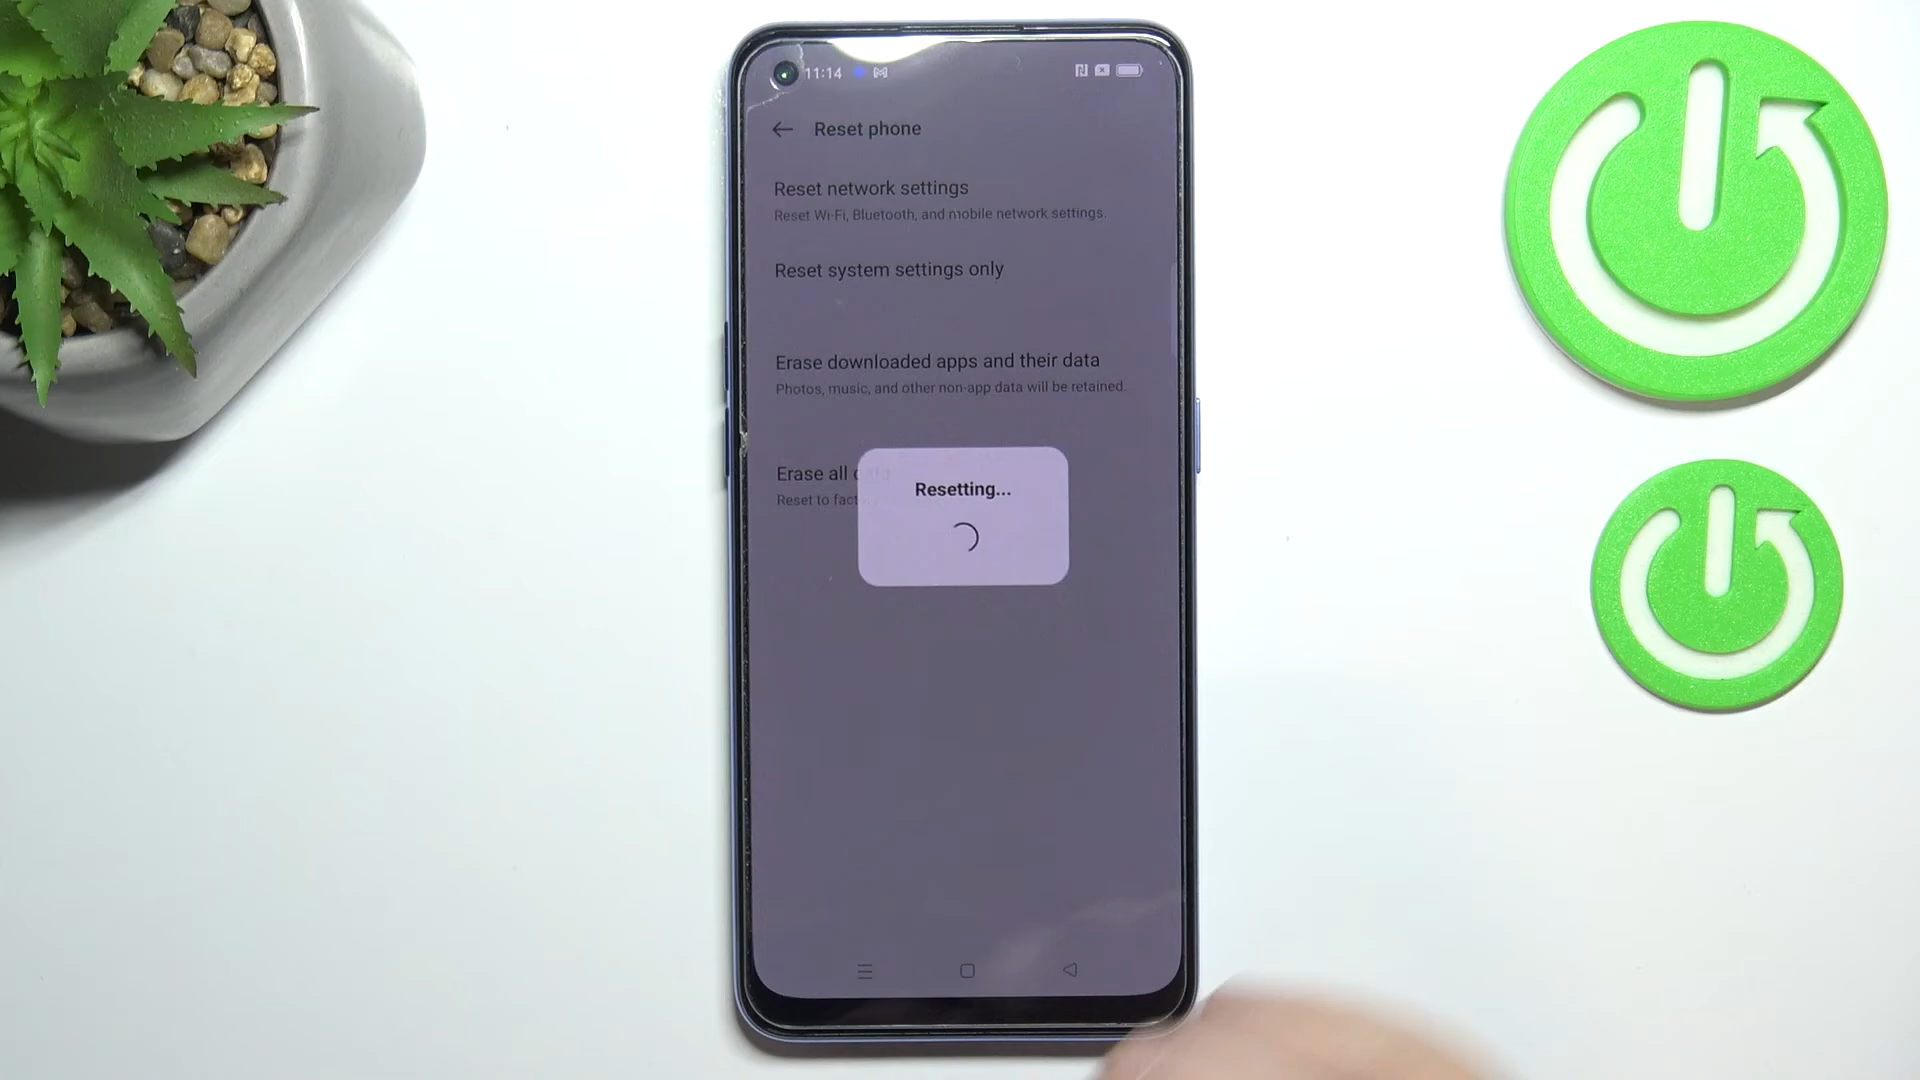 11:14
Reset phone
Reset network settings
Reset Wi-Fi, Bluetooth, and mobile network settings.
Reset system settings only
Erase downloaded apps and their data
Photos, music, and other non-app data will be retained.
Erase all data
Reset to
Resetting...